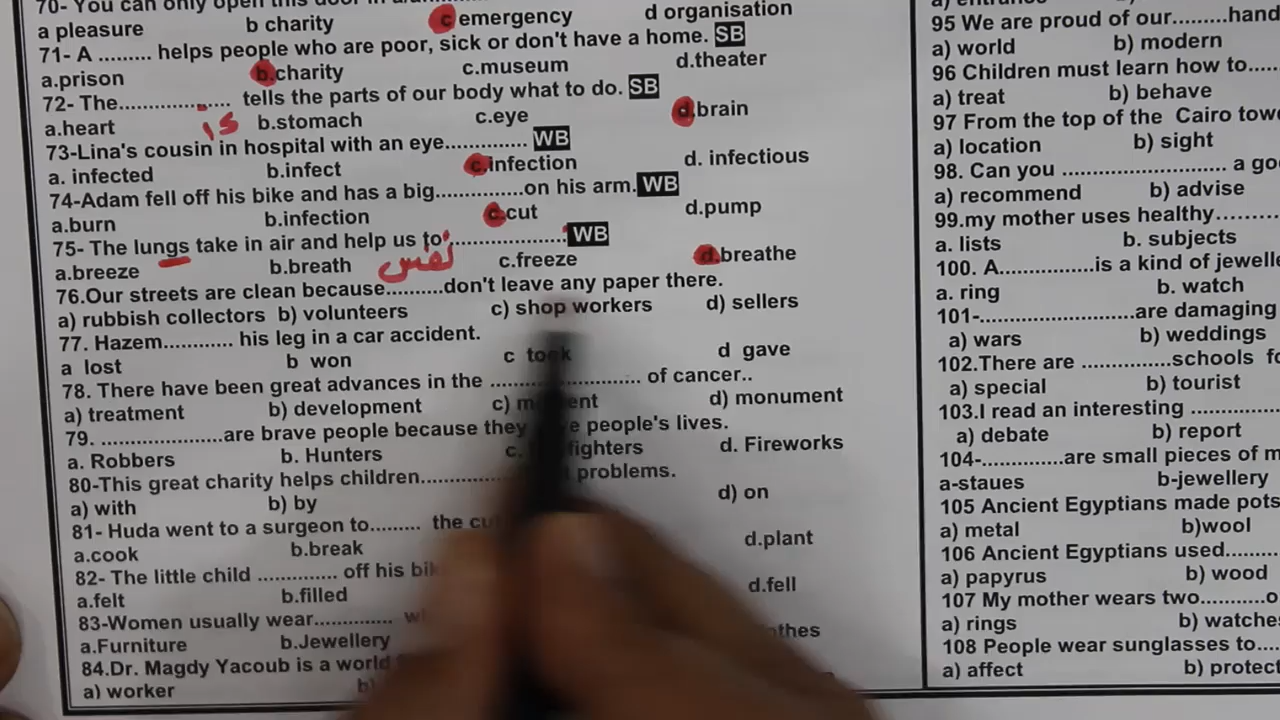 70- You can only open this door in
a pleasure b charity c emergency d organisation
71- A ......... helps people who are poor, sick or don't have a home. SB
a.prison b.charity c.museum d.theater
72- The................... tells the parts of our body what to do. SB
a.heart b.stomach c.eye d.brain
73-Lina's cousin in hospital with an eye.............. WB
is
a. infected b.infect c.infection d. infectious
74-Adam fell off his bike and has a big...............on his arm. WB
a.burn b.infection c.cut d.pump
75- The lungs take in air and help us to.................... WB
a.breeze b.breath c.freeze d.breathe
نفس
76.Our streets are clean because..........don't leave any paper there.
a) rubbish collectors b) volunteers c) shop workers d) sellers
77. Hazem............ his leg in a car accident.
a lost b won c took d gave
78. There have been great advances in the .......................... of cancer..
a) treatment b) development d) monument
79. ......................are brave people because they people's lives.
a. Robbers b. Hunters d. Fireworks
80-This great charity helps children............... problems.
a) with b) by d) on
81- Huda went to a surgeon to......... the
a.cook b.break d.plant
82- The little child .............. off his
a.felt b.filled d.fell
83-Women usually wear..............
a.Furniture b.Jewellery
84.Dr. Magdy Yacoub is a world
a) worker b)
95 We are proud of our.........
a) world b) modern
96 Children must learn how to.....
a) treat b) behave
97 From the top of the Cairo
a) location b) sight
98. Can you ........................ a
a) recommend b) advise
99.my mother uses healthy..........
a. lists b. subjects
100. A................is a kind of
a. ring b. watch
101-..........................are damaging
a) wars b) weddings
102.There are ...............schools
a) special b) tourist
103.I read an interesting ...............
a) debate b) report
104-..............are small pieces of
a-staues b-jewellery
105 Ancient Egyptians made pots
a) metal b)wool
106 Ancient Egyptians used.........
a) papyrus b) wood
107 My mother wears two...........
a) rings b) watches
108 People wear sunglasses to....
a) affect b) protect